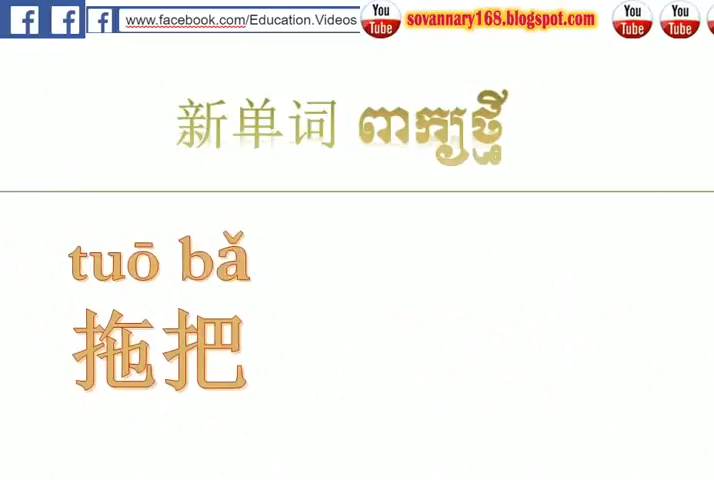 www.facebook.com/Education.Videos
sovannary168.blogspot.com
You Tube
You Tube
You Tube
新单词 ពាក្យថ្មី
tuō bǎ
拖把